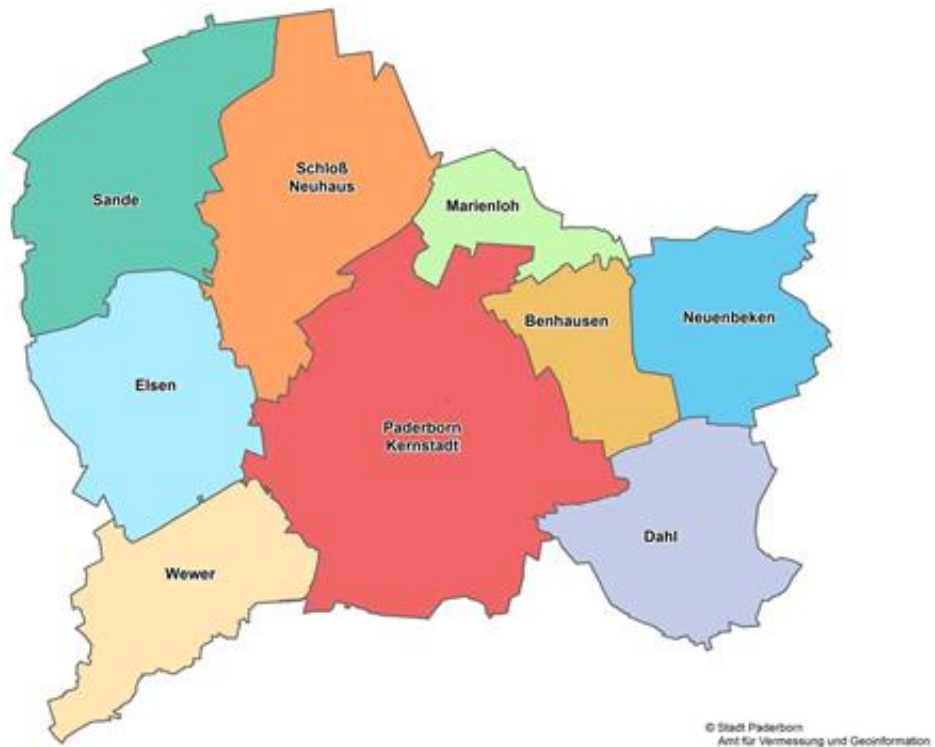 Schloß
Neuhaus
Sande
Marienloh
Benhausen
Neuenbeken
Elsen
Paderborn
Kernstadt
Dahl
Wewer
© Stadt Paderborn
Amt für Vermessung und Geoinformation